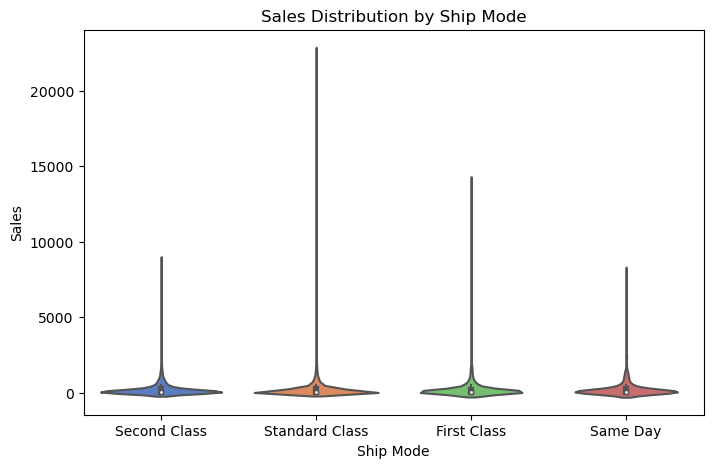 Sales Distribution by Ship Mode
20000
15000
10000
5000
0
Sales
Second Class Standard Class First Class Same Day
Ship Mode